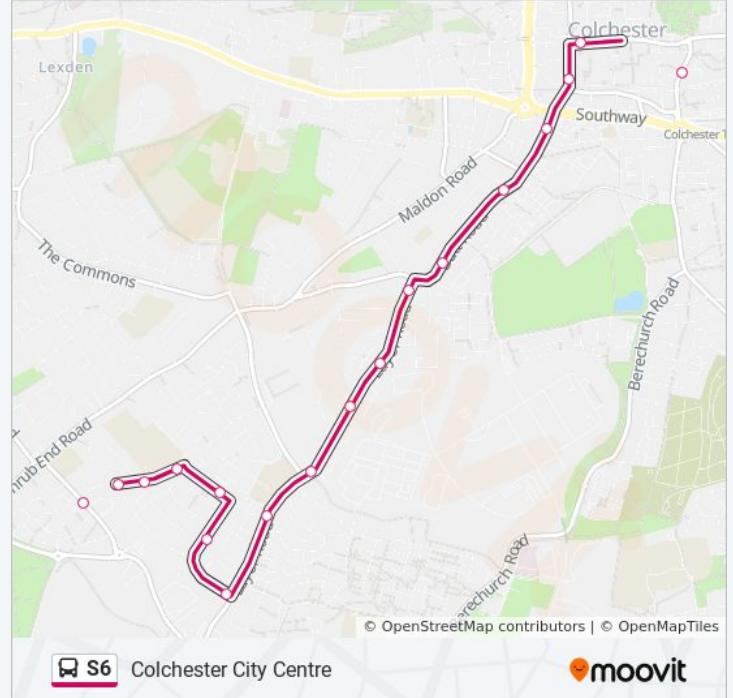 Colchester
Lexden
Southway
Colchester T
Maldon Road
The Commons
Berechurch Road
hrub End Road
erechurch Road
© OpenStreetMap contributors | © OpenMapTiles
S6 Colchester City Centre
moovit